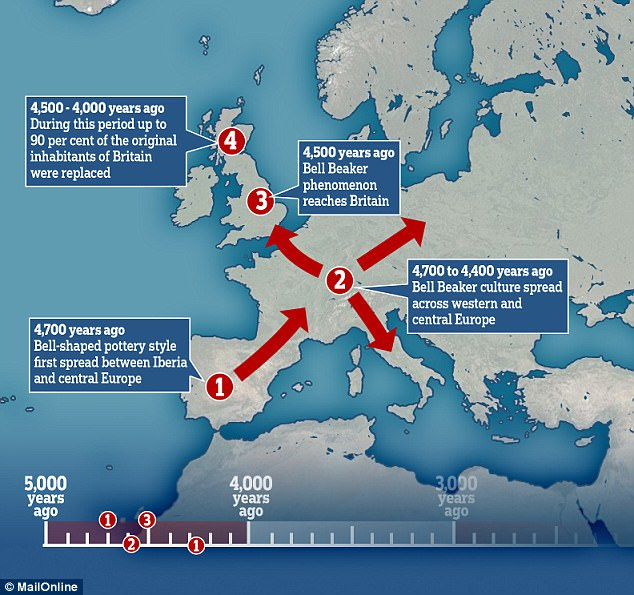 4,500 - 4,000 years ago
During this period up to
90 per cent of the original
inhabitants of Britain
were replaced
4
4,500 years ago
Bell Beaker
phenomenon
reaches Britain
3
2
4,700 to 4,400 years ago
Bell Beaker culture spread
across western and
central Europe
4,700 years ago
Bell-shaped pottery style
first spread between Iberia
and central Europe
1
5,000
years
ago
4,000
years
ago
3,000
years
ago
1
3
2
1
© MailOnline